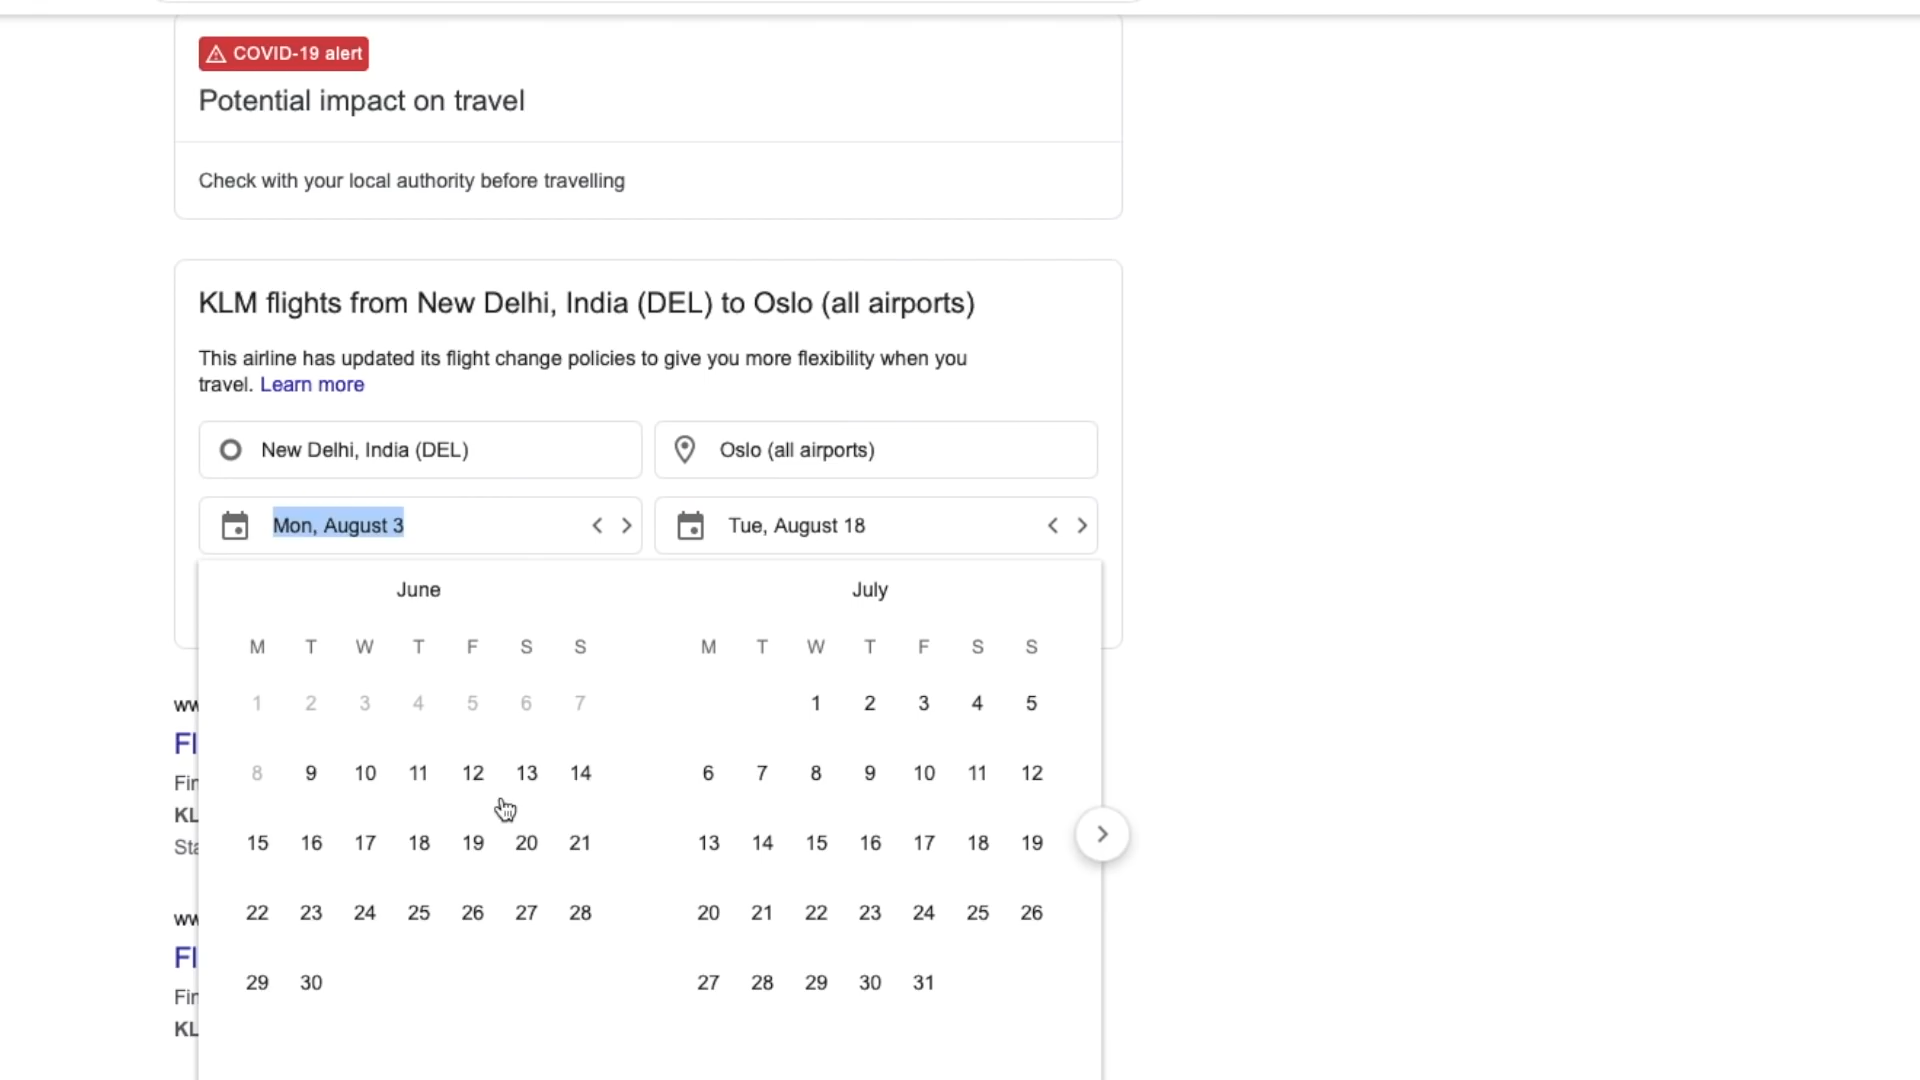 COVID-19 alert
Potential impact on travel
Check with your local authority before travelling
KLM flights from New Delhi, India (DEL) to Oslo (all airports)
This airline has updated its flight change policies to give you more flexibility when you
travel. Learn more
New Delhi, India (DEL) Oslo (all airports)
Mon, August 3 Tue, August 18
June July
M T W T F S S M T W T F S S
1 2 3 4 5 6 7 1 2 3 4 5
8 9 10 11 12 13 14 6 7 8 9 10 11 12
15 16 17 18 19 20 21 13 14 15 16 17 18 19
22 23 24 25 26 27 28 20 21 22 23 24 25 26
29 30 27 28 29 30 31